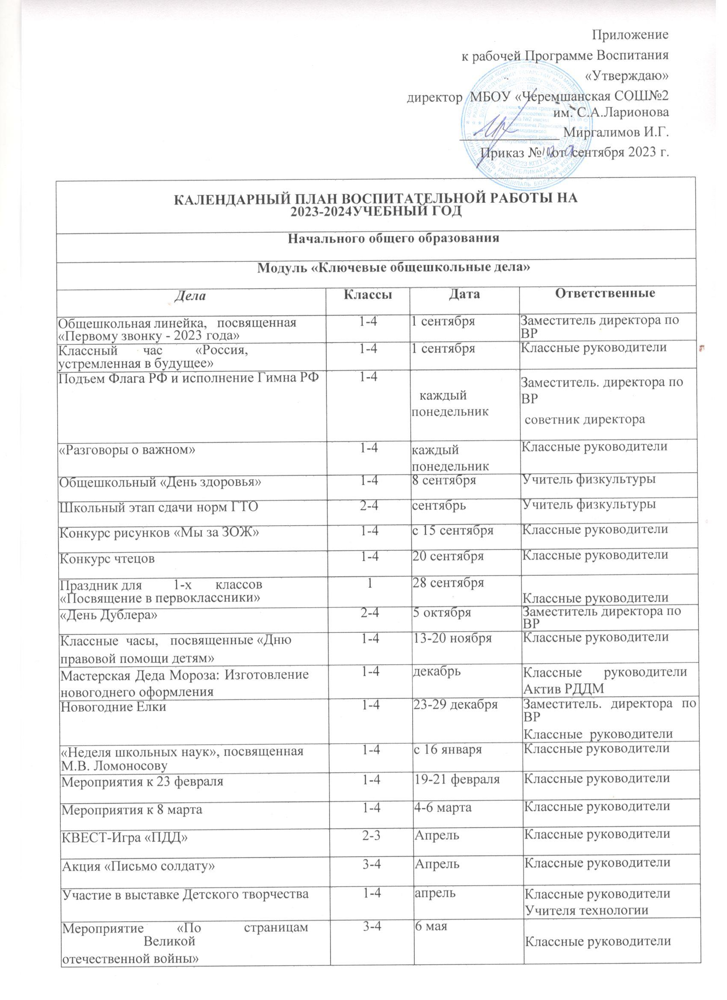 Приложение
к рабочей Программе Воспитания
«Утверждаю»
директор МБОУ «Черемшанская СОШ№2
им. С.А.Ларионова
Миргалимов И.Г.
Приказ № от сентября 2023 г.
КАЛЕНДАРНЫЙ ПЛАН ВОСПИТАТЕЛЬНОЙ РАБОТЫ НА
2023-2024УЧЕБНЫЙ ГОД
Начального общего образования
Модуль «Ключевые общешкольные дела»
Дела Классы Дата Ответственные
Общешкольная линейка, посвященная 1-4 1 сентября Заместитель директора по
«Первому звонку - 2023 года» ВР
Классный час «Россия, 1-4 1 сентября Классные руководители
устремленная в будущее»
Подъем Флага РФ и исполнение Гимна РФ 1-4
каждый Заместитель. директора по
понедельник ВР
советник директора
«Разговоры о важном» 1-4 каждый Классные руководители
понедельник
Общешкольный «День здоровья» 1-4 8 сентября Учитель физкультуры
Школьный этап сдачи норм ГТО 2-4 сентябрь Учитель физкультуры
Конкурс рисунков «Мы за ЗОЖ» 1-4 с 15 сентября Классные руководители
Конкурс чтецов 1-4 20 сентября Классные руководители
Праздник для 1-х классов 1 28 сентября
«Посвящение в первоклассники» Классные руководители
«День Дублера» 2-4 5 октября Заместитель директора по
ВР
Классные часы, посвященные «Дню 1-4 13-20 ноября Классные руководители
правовой помощи детям»
Мастерская Деда Мороза: Изготовление 1-4 декабрь Классные руководители
новогоднего оформления Актив РДДМ
Новогодние Елки 1-4 23-29 декабря Заместитель. директора по
ВР
Классные руководители
«Неделя школьных наук», посвященная 1-4 с 16 января Классные руководители
М.В. Ломоносову
Мероприятия к 23 февраля 1-4 19-21 февраля Классные руководители
Мероприятия к 8 марта 1-4 4-6 марта Классные руководители
КВЕСТ-Игра «ПДД» 2-3 Апрель Классные руководители
Акция «Письмо солдату» 3-4 Апрель Классные руководители
Участие в выставке Детского творчества 1-4 апрель Классные руководители
Учителя технологии
Мероприятие «По страницам 3-4 6 мая
Великой Классные руководители
отечественной войны»